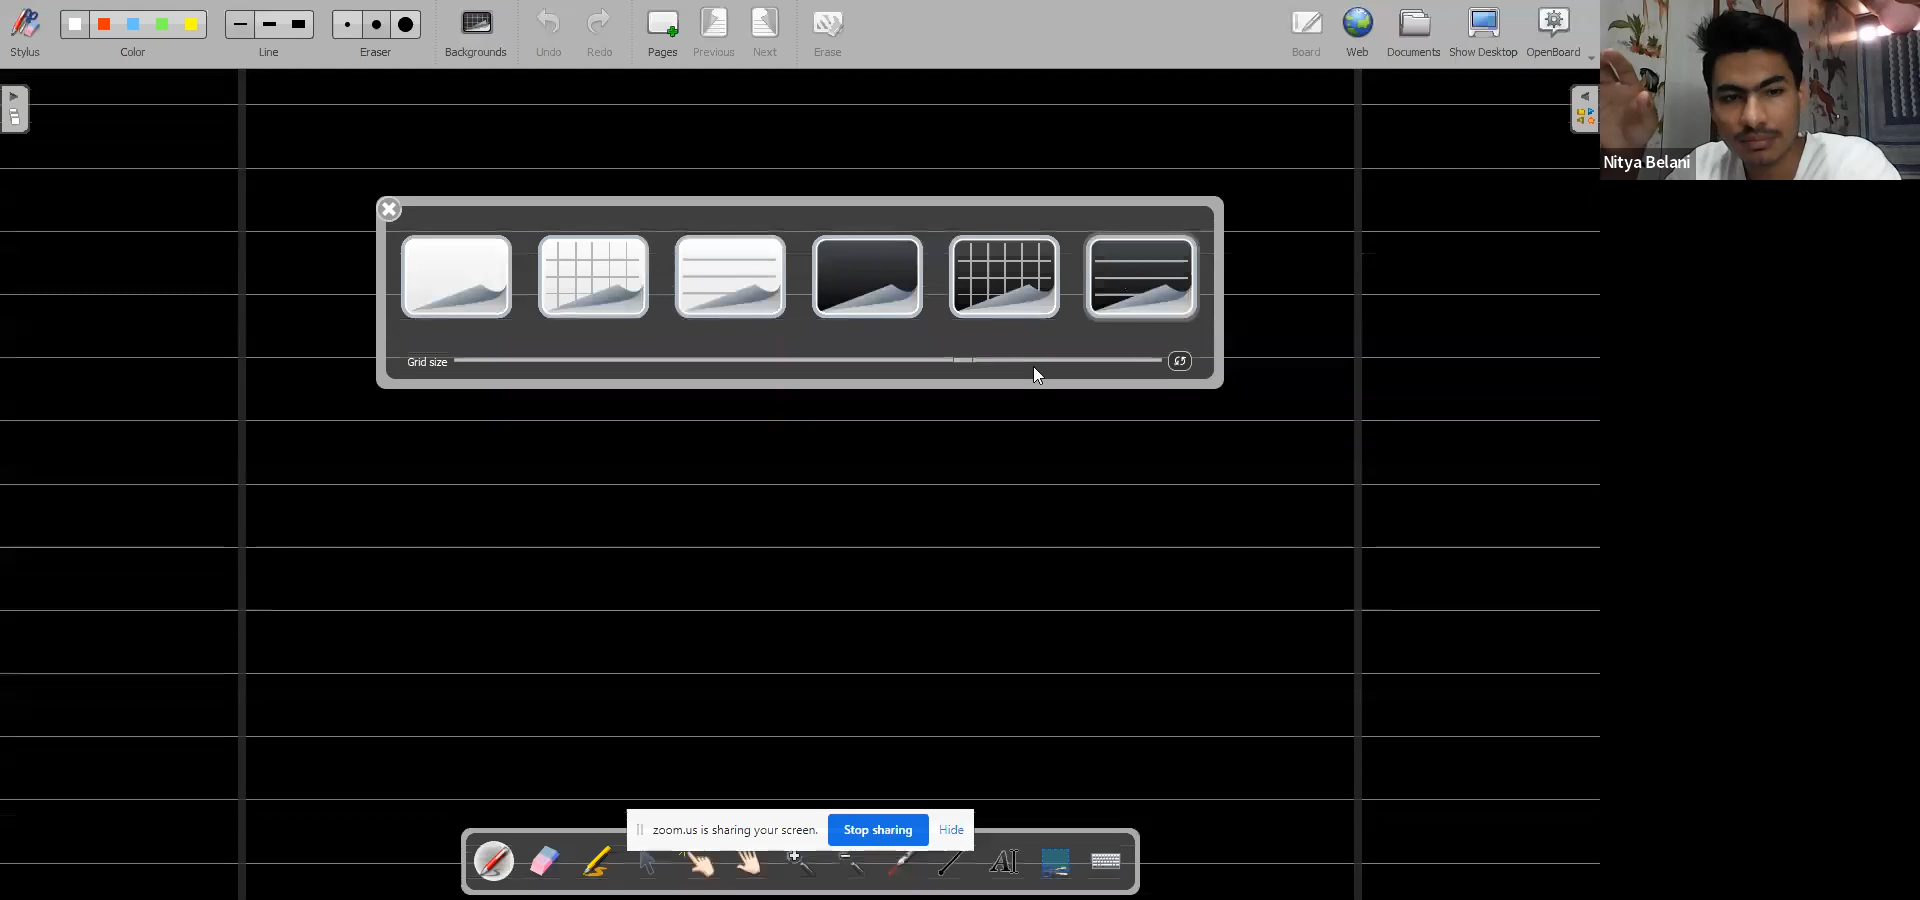 Stylus Color Line Eraser Backgrounds Undo Redo Pages Previous Next Erase Board Web Documents Show Desktop OpenBoard
Nitya Belani
Grid size
zoom.us is sharing your screen. Stop sharing Hide
AI